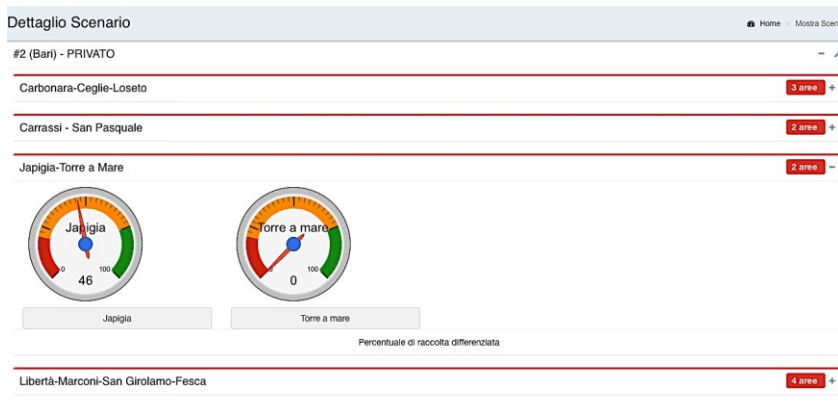 Dettaglio Scenario
Home > Mostra Scen
#2 (Bari) - PRIVATO
Carbonara-Ceglie-Loseto
3 aree
Carrassi - San Pasquale
2 aree
Japigia-Torre a Mare
2 aree
Japigia
0 100
46
Torre a mare
0 100
0
Japigia
Torre a mare
Percentuale di raccolta differenziata
Libertà-Marconi-San Girolamo-Fesca
4 aree